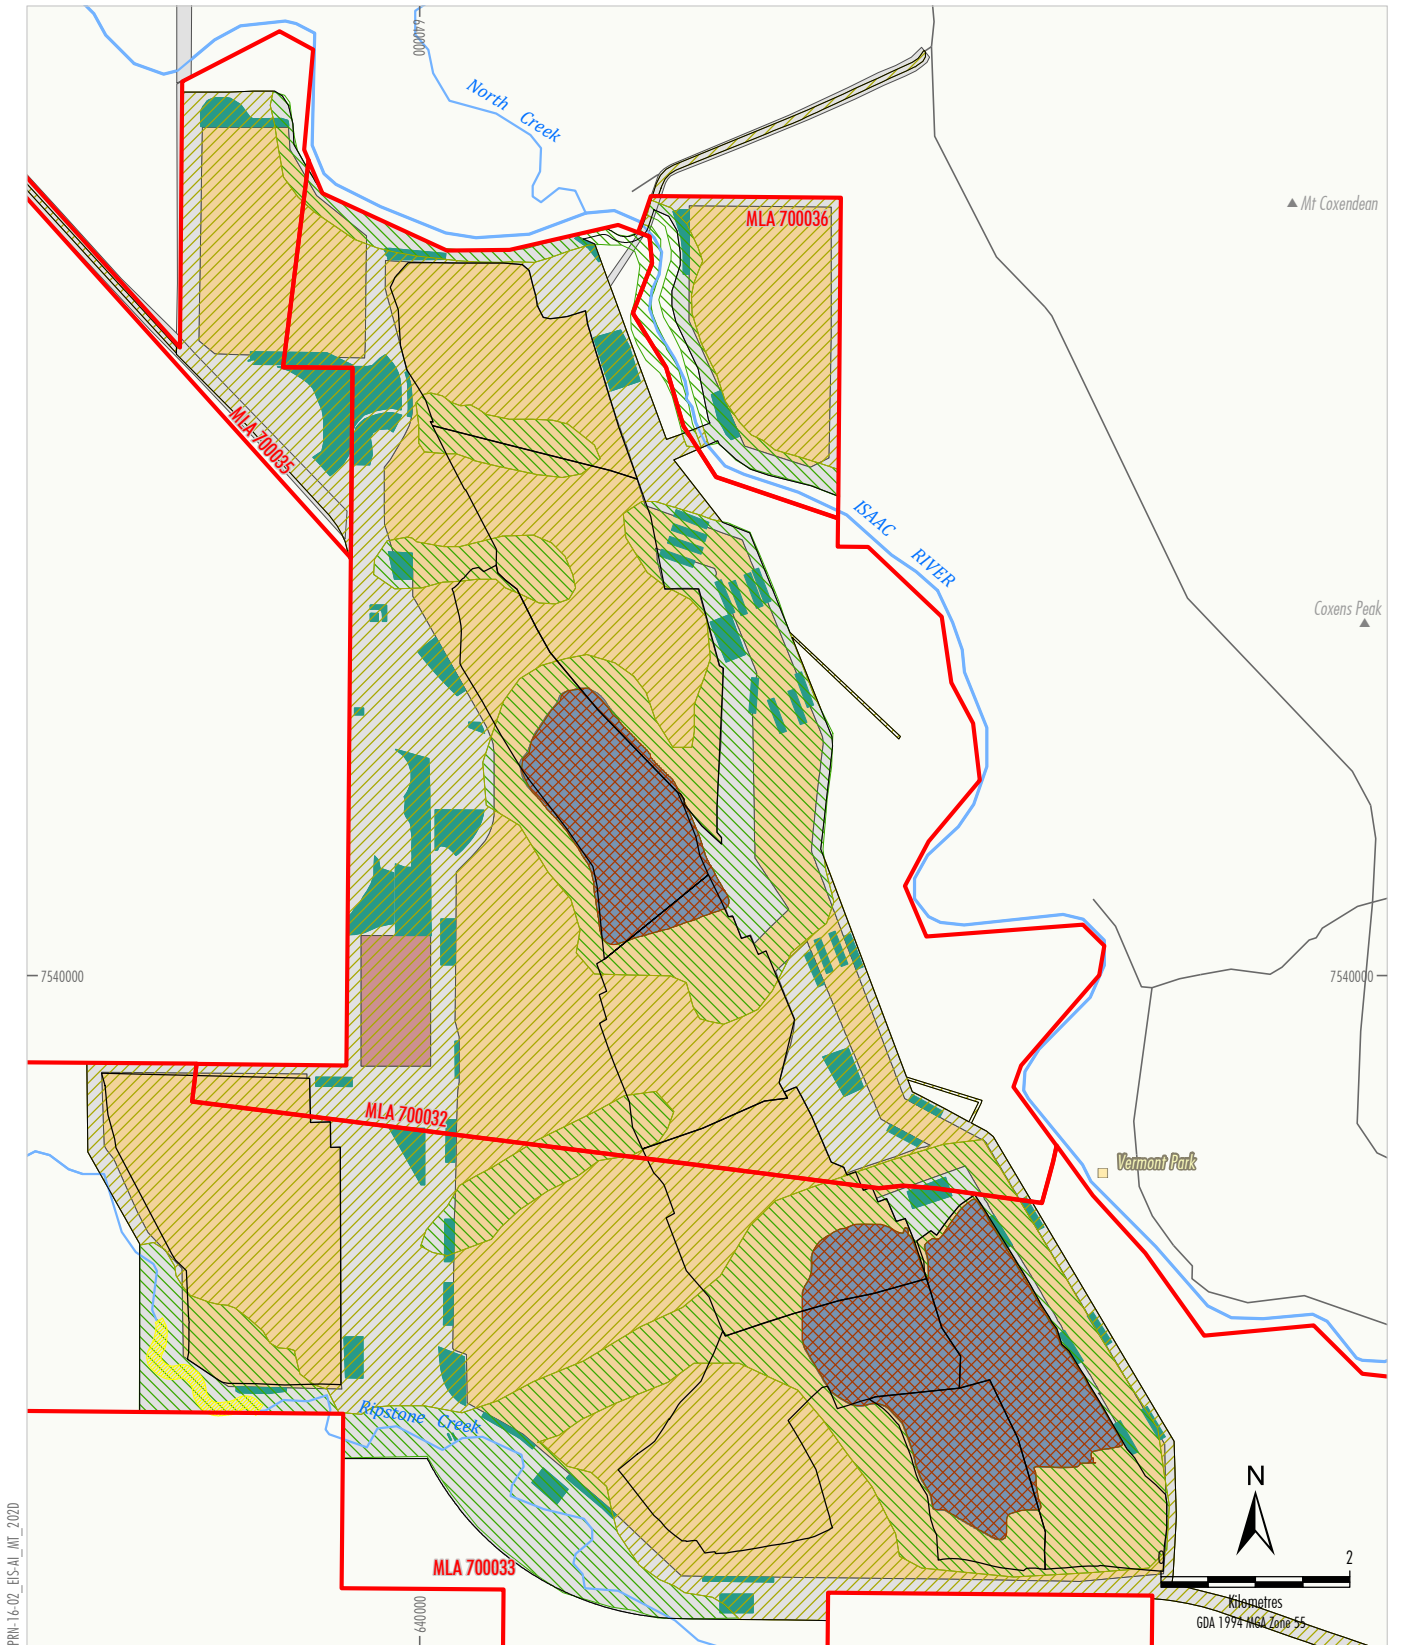 640000
North Creek
MLA 700036
Mt Coxendean
MLA 700035
ISAAC RIVER
Coxens Peak
7540000
7540000
MLA 700032
Vermont Park
Ripstone Creek
N
MLA 700033
0 2
Kilometres
GDA 1994 MGA Zone 55
640000
PRN-16-02_EIS-AI_MT_202D